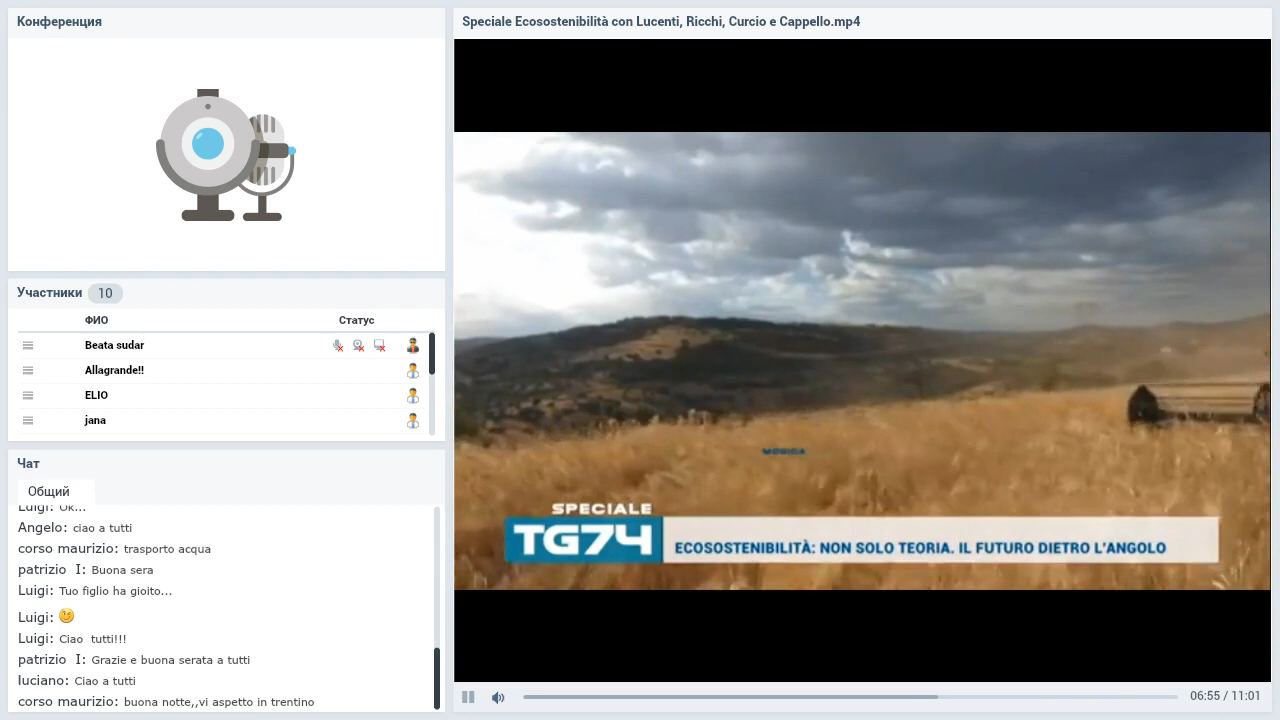 Конференция
Участники 10
ФИО Статус
Beata sudar
Allagrande!!
ELIO
jana
Чат
Общий
Luigi: Ok...
Angelo: ciao a tutti
corso maurizio: trasporto acqua
patrizio I: Buona sera
Luigi: Tuo figlio ha gioito...
Luigi:
Luigi: Ciao tutti!!!
patrizio I: Grazie e buona serata a tutti
luciano: Ciao a tutti
corso maurizio: buona notte,,vi aspetto in trentino
Speciale Ecosostenibilità con Lucenti, Ricchi, Curcio e Cappello.mp4
SPECIALE
TG74
ECOSOSTENIBILITÀ: NON SOLO TEORIA. IL FUTURO DIETRO L'ANGOLO
06:55 / 11:01